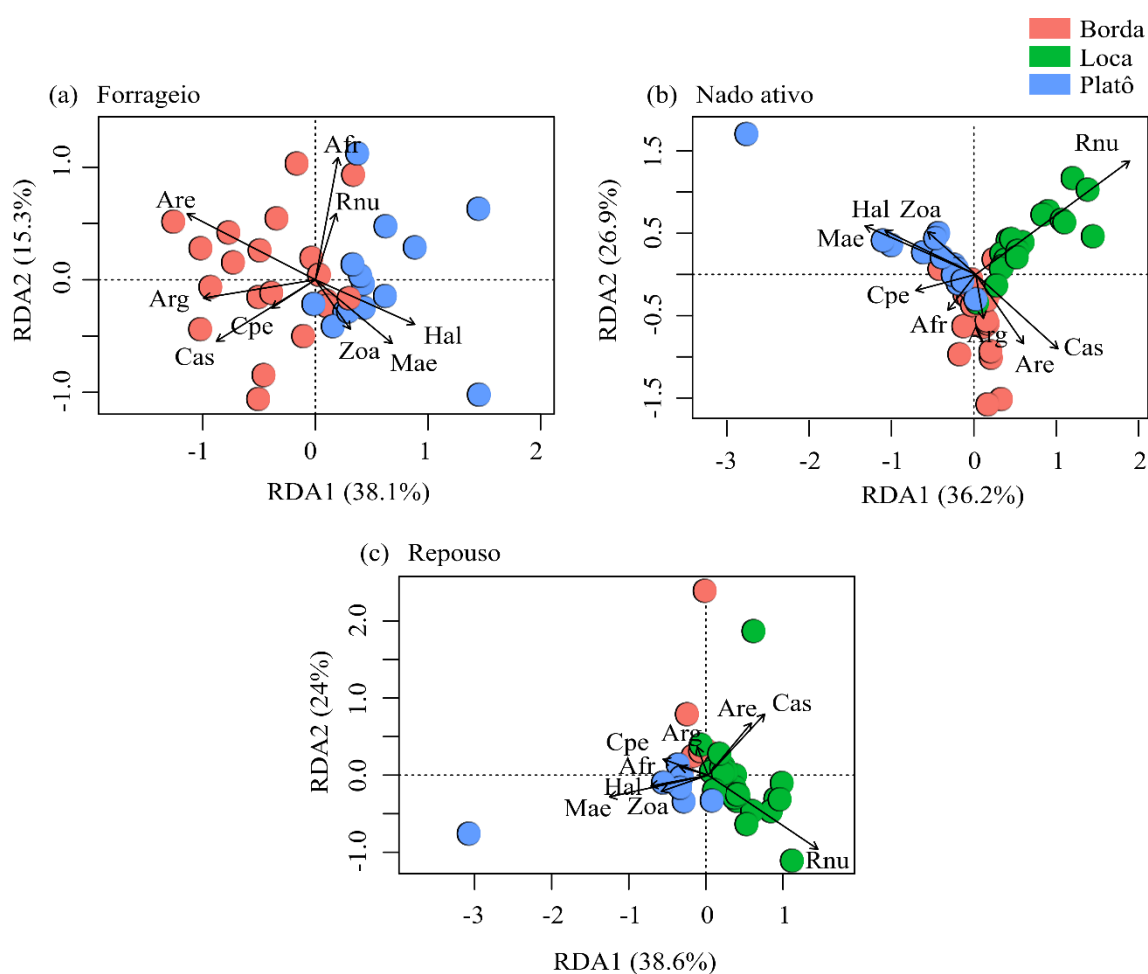 Borda
Loca
Platô
(a) Forrageio
Afr
Rnu
Are
Arg
Cpe
Cas
Zoa
Mae
Hal
1.0
0.0
-1.0
RDA2 (15.3%)
-1
0
1
2
RDA1 (38.1%)
(b) Nado ativo
Rnu
Hal
Zoa
Mae
Cpe
Afr
Arg
Are
Cas
1.5
0.5
-0.5
-1.5
RDA2 (26.9%)
-3
-2
-1
0
1
2
RDA1 (36.2%)
(c) Repouso
Cas
Are
Arg
Cpe
Afr
Hal
Mae
Zoa
Rnu
2.0
1.0
0.0
-1.0
RDA2 (24%)
-3
-2
-1
0
1
RDA1 (38.6%)